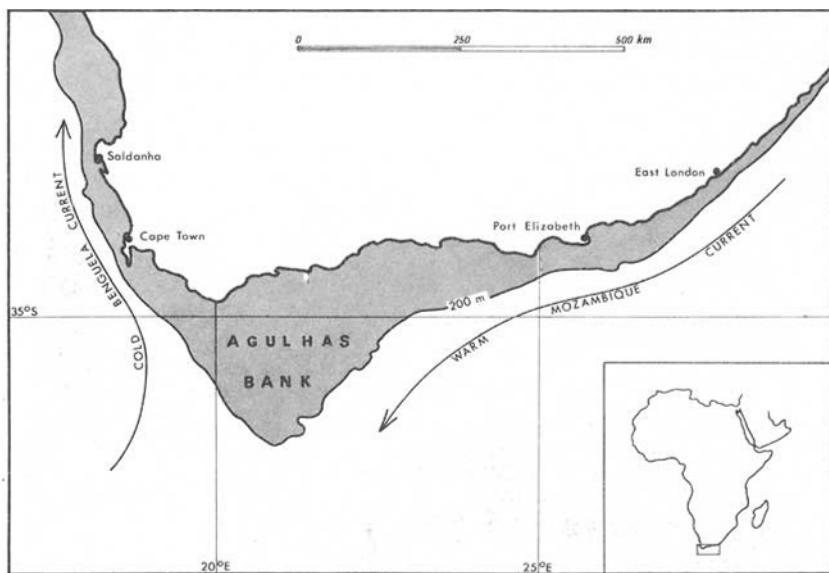 0 250 500 km
Saldanha
East London
Cape Town
Port Elizabeth
COLD BENGUELA CURRENT
WARM MOZAMBIQUE CURRENT
200 m
35°S
AGULHAS
BANK
20°E
25°E